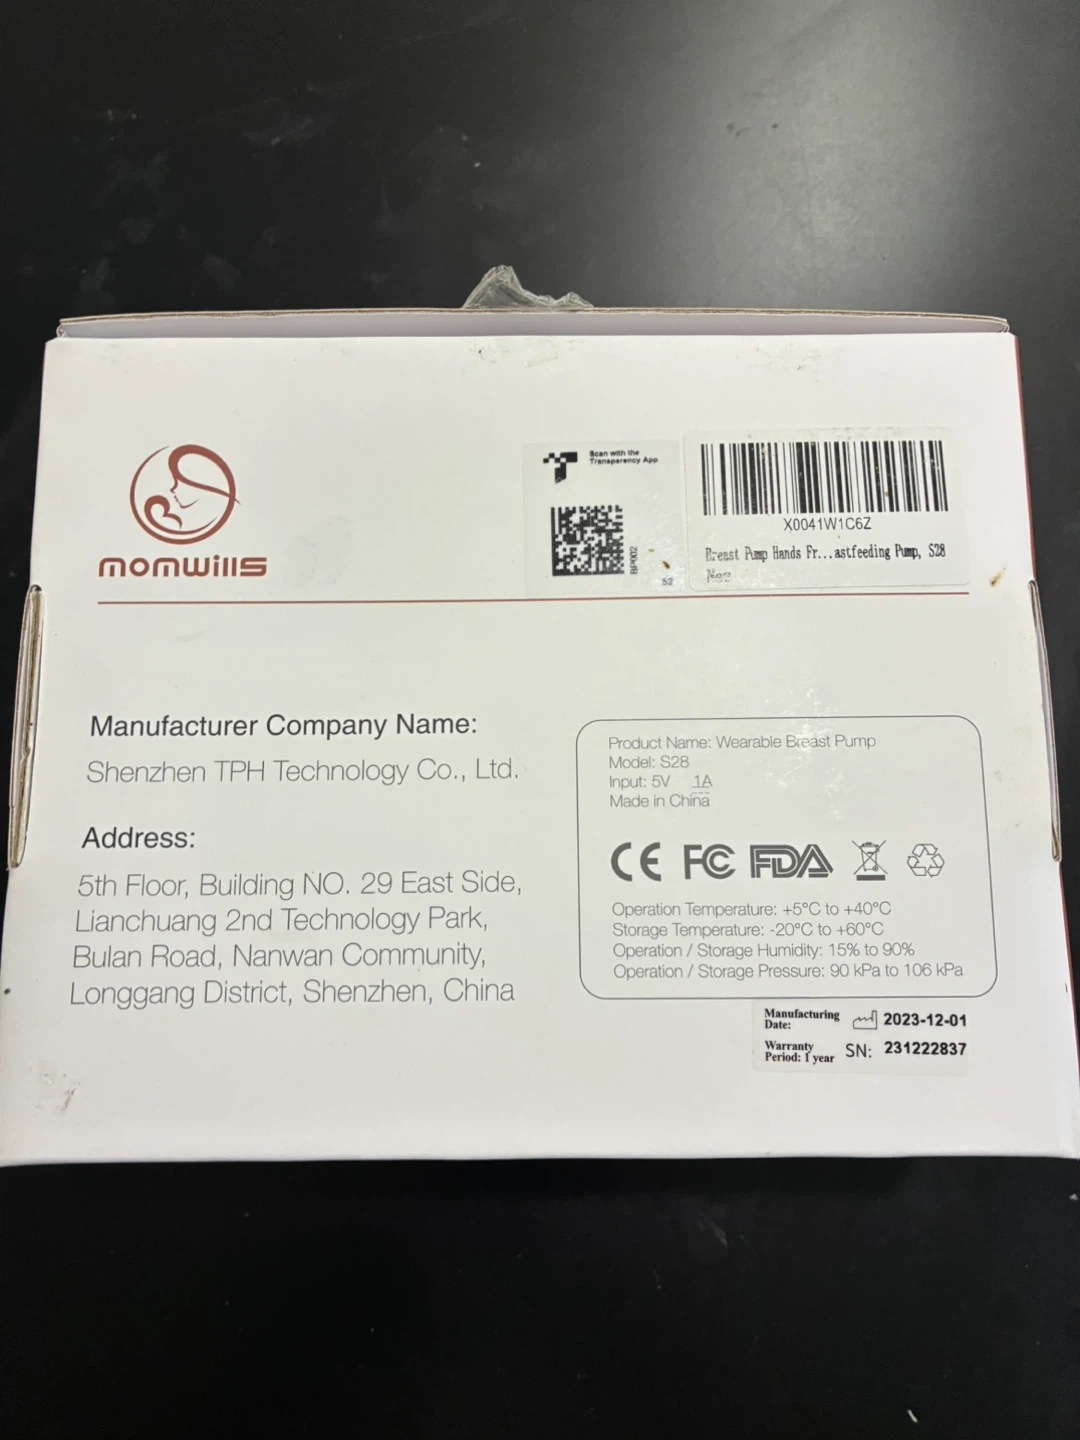 momwills
Scan with the
Transparency App
BP002
52
X0041W1C6Z
Breast Pump Hands Fr...astfeeding Pump, S28
Manufacturer Company Name:
Shenzhen TPH Technology Co., Ltd.
Address:
5th Floor, Building NO. 29 East Side,
Lianchuang 2nd Technology Park,
Bulan Road, Nanwan Community,
Longgang District, Shenzhen, China
Product Name: Wearable Breast Pump
Model: S28
Input: 5V 1A
Made in China
CE FC FDA
Operation Temperature: +5°C to +40°C
Storage Temperature: -20°C to +60°C
Operation / Storage Humidity: 15% to 90%
Operation / Storage Pressure: 90 kPa to 106 kPa
Manufacturing
Date: 2023-12-01
Warranty
Period: 1 year SN: 231222837